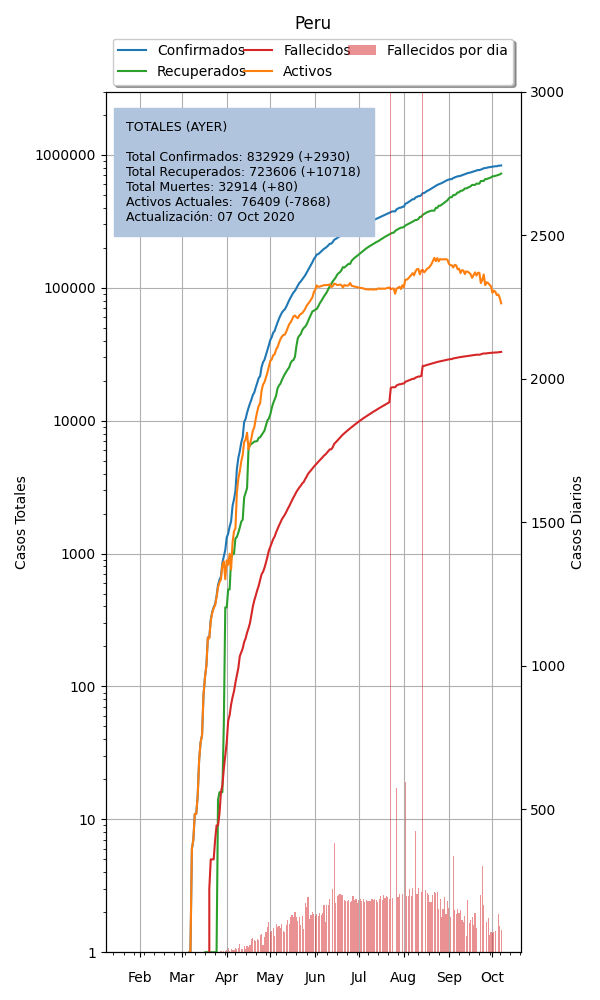 Peru
Confirmados
Fallecidos
Fallecidos por dia
Recuperados
Activos
TOTALES (AYER)
Total Confirmados: 832929 (+2930)
Total Recuperados: 723606 (+10718)
Total Muertes: 32914 (+80)
Activos Actuales:  76409 (-7868)
Actualización: 07 Oct 2020
Casos Totales
1000000
100000
10000
1000
100
10
1
3000
2500
2000
1500
1000
500
Casos Diarios
Feb Mar Apr May Jun Jul Aug Sep Oct